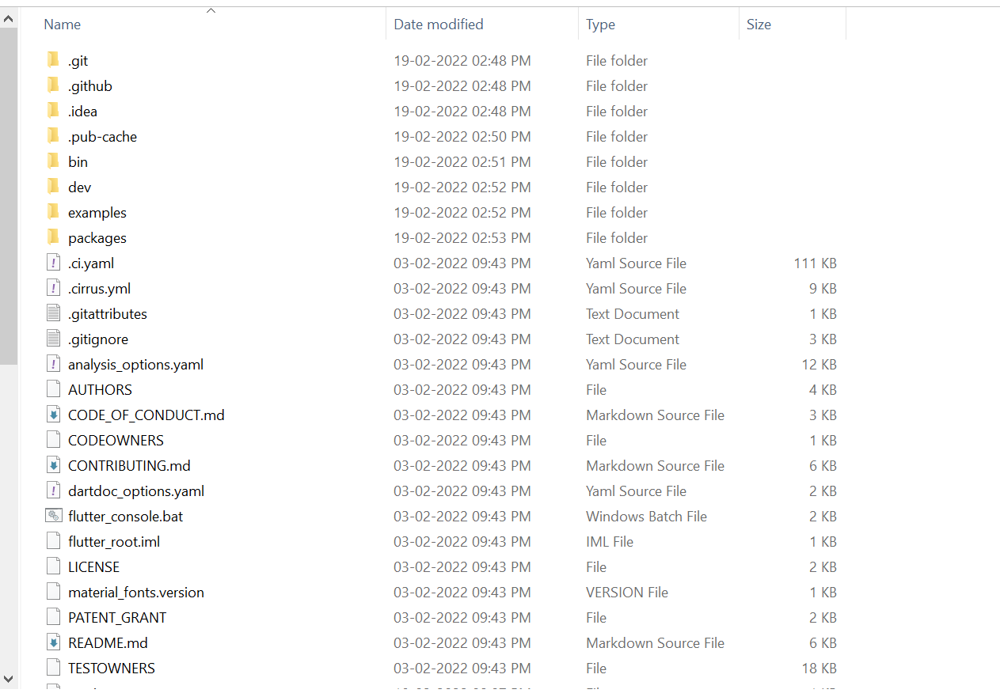 Name Date modified Type Size
.git 19-02-2022 02:48 PM File folder
.github 19-02-2022 02:48 PM File folder
.idea 19-02-2022 02:48 PM File folder
.pub-cache 19-02-2022 02:50 PM File folder
bin 19-02-2022 02:51 PM File folder
dev 19-02-2022 02:52 PM File folder
examples 19-02-2022 02:52 PM File folder
packages 19-02-2022 02:53 PM File folder
.ci.yaml 03-02-2022 09:43 PM Yaml Source File 111 KB
.cirrus.yml 03-02-2022 09:43 PM Yaml Source File 9 KB
.gitattributes 03-02-2022 09:43 PM Text Document 1 KB
.gitignore 03-02-2022 09:43 PM Text Document 3 KB
analysis_options.yaml 03-02-2022 09:43 PM Yaml Source File 12 KB
AUTHORS 03-02-2022 09:43 PM File 4 KB
CODE_OF_CONDUCT.md 03-02-2022 09:43 PM Markdown Source File 3 KB
CODEOWNERS 03-02-2022 09:43 PM File 1 KB
CONTRIBUTING.md 03-02-2022 09:43 PM Markdown Source File 6 KB
dartdoc_options.yaml 03-02-2022 09:43 PM Yaml Source File 2 KB
flutter_console.bat 03-02-2022 09:43 PM Windows Batch File 2 KB
flutter_root.iml 03-02-2022 09:43 PM IML File 1 KB
LICENSE 03-02-2022 09:43 PM File 2 KB
material_fonts.version 03-02-2022 09:43 PM VERSION File 1 KB
PATENT_GRANT 03-02-2022 09:43 PM File 2 KB
README.md 03-02-2022 09:43 PM Markdown Source File 6 KB
TESTOWNERS 03-02-2022 09:43 PM File 18 KB